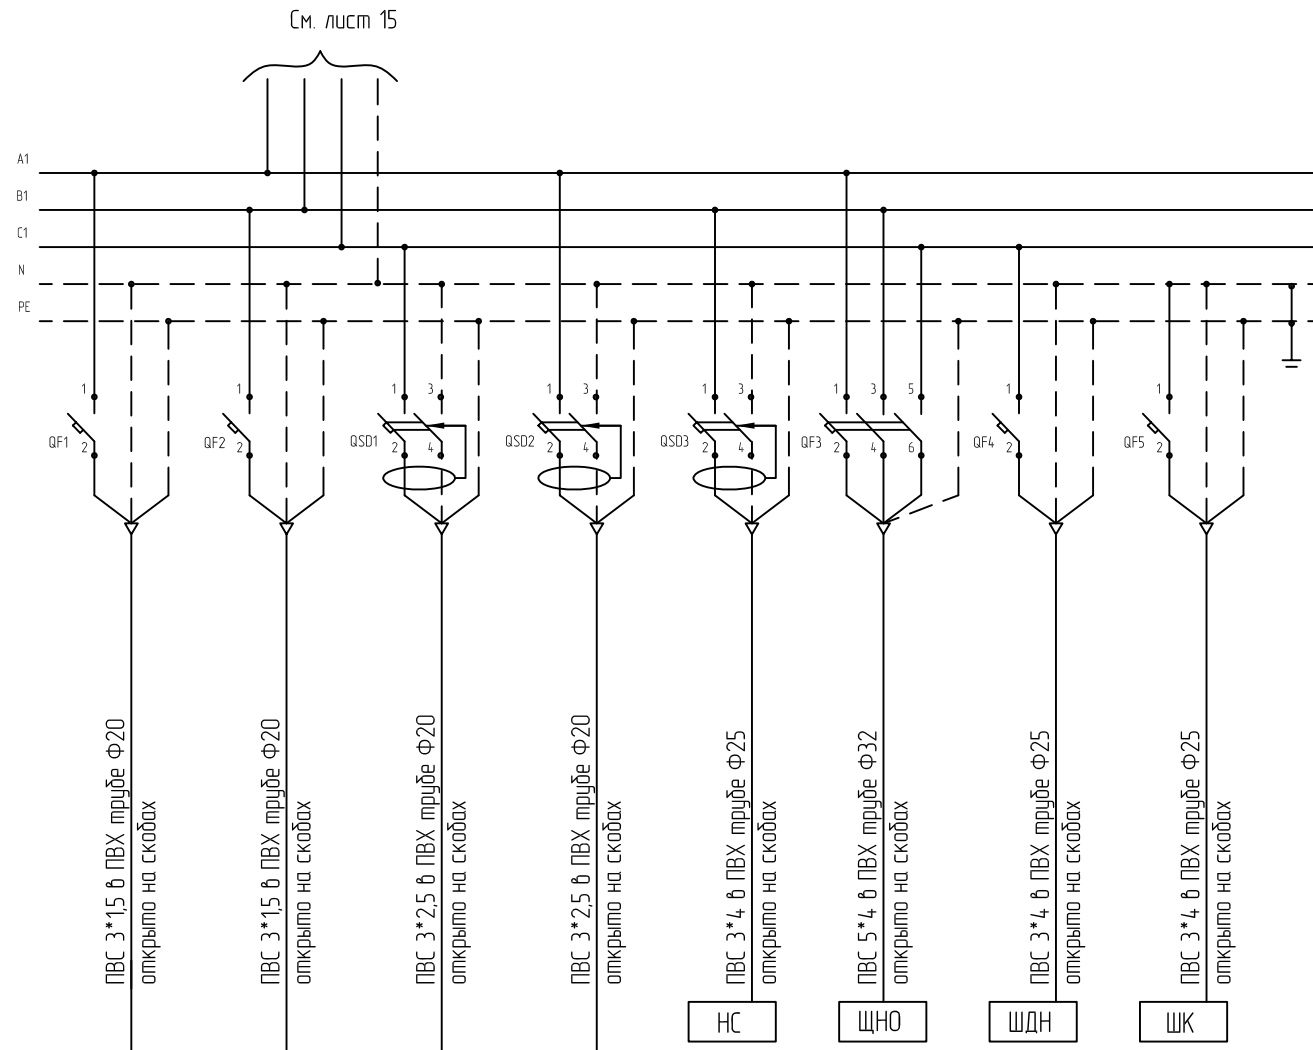 См. лист 15
A1
B1
C1
N
PE
1
QF1
2
1
QF2
2
1
3
QSD1
2
4
1
3
QSD2
2
4
1
3
QSD3
2
4
1
3
5
QF3
2
4
6
1
QF4
2
1
QF5
2
ПВС 3*1,5 в ПВХ трубе Ф20
открыто на скобах
ПВС 3*1,5 в ПВХ трубе Ф20
открыто на скобах
ПВС 3*2,5 в ПВХ трубе Ф20
открыто на скобах
ПВС 3*2,5 в ПВХ трубе Ф20
открыто на скобах
ПВС 3*4 в ПВХ трубе Ф25
открыто на скобах
ПВС 5*4 в ПВХ трубе Ф32
открыто на скобах
ПВС 3*4 в ПВХ трубе Ф25
открыто на скобах
ПВС 3*4 в ПВХ трубе Ф25
открыто на скобах
НС
ЩНО
ШДН
ШК